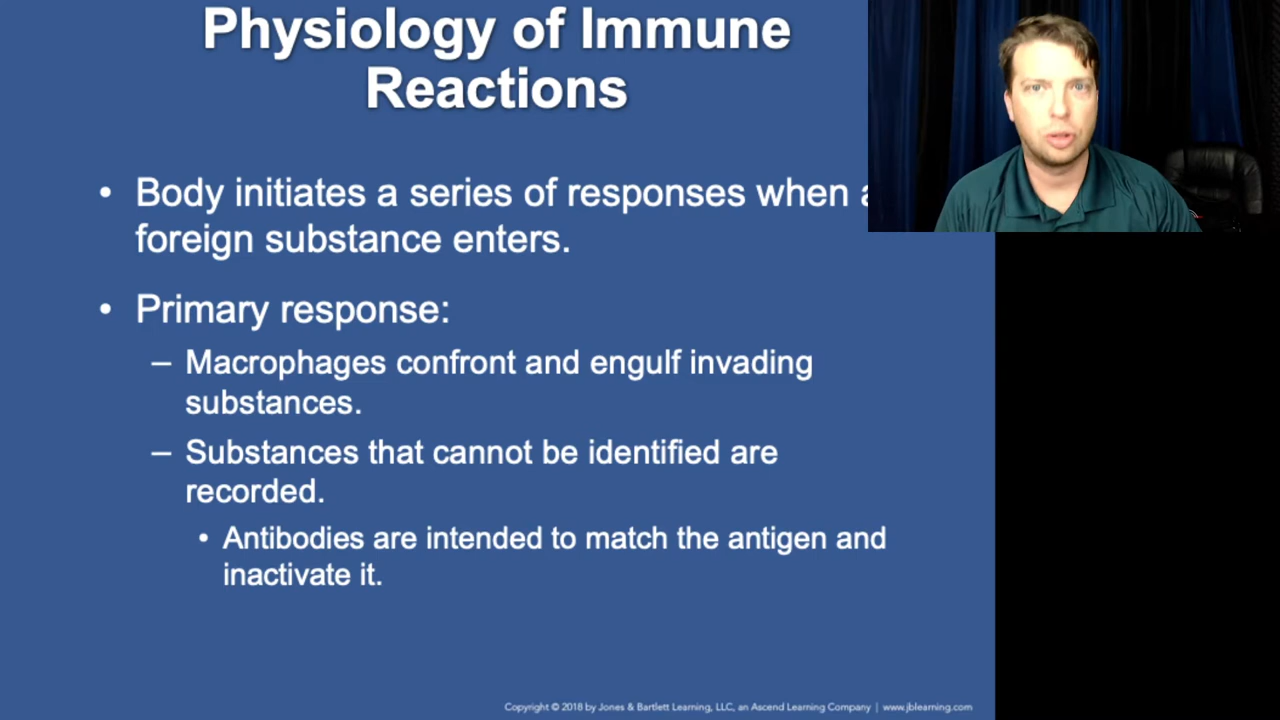 Physiology of Immune
Reactions
• Body initiates a series of responses when
foreign substance enters.
• Primary response:
– Macrophages confront and engulf invading
substances.
– Substances that cannot be identified are
recorded.
• Antibodies are intended to match the antigen and
inactivate it.
Copyright © 2018 by Jones & Bartlett Learning, LLC, an Ascend Learning Company | www.jblearning.com